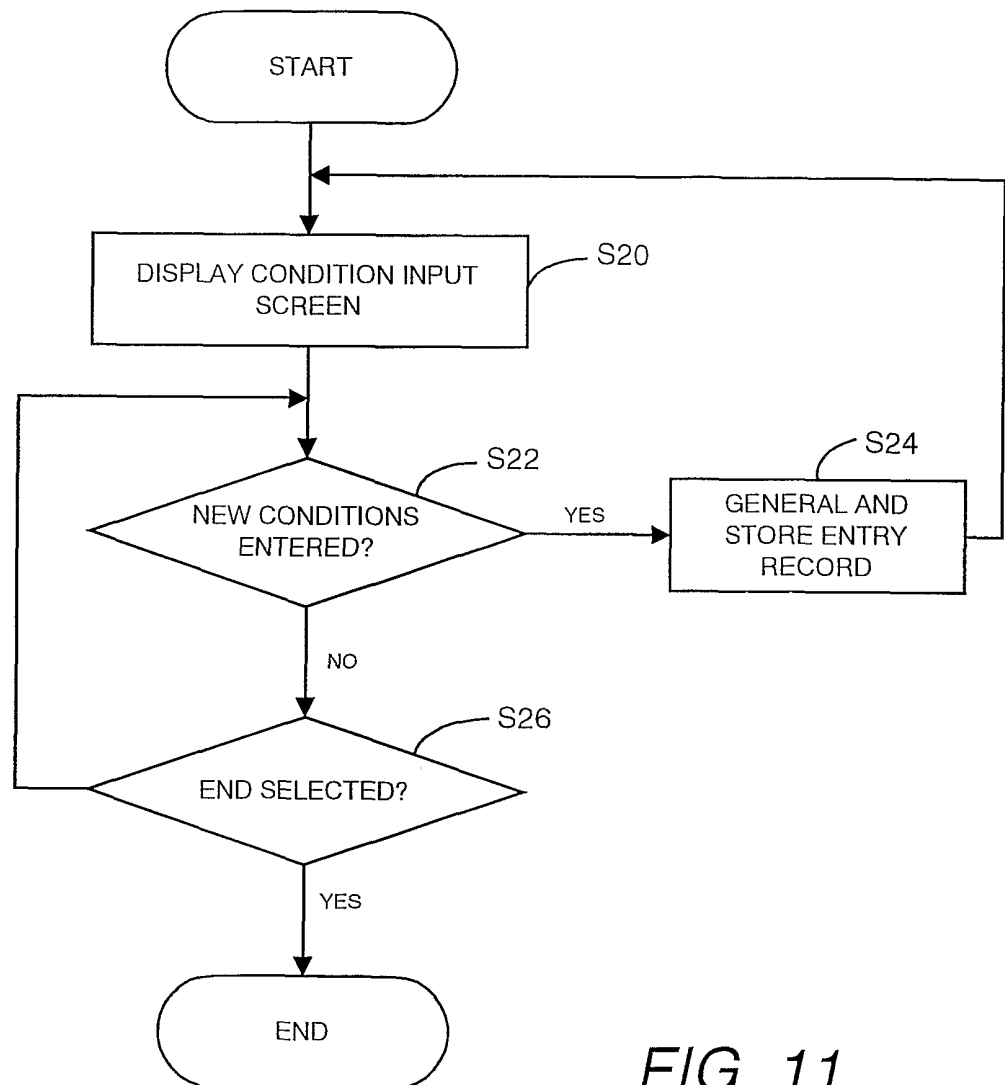 START
DISPLAY CONDITION INPUT
SCREEN
S20
NEW CONDITIONS
ENTERED?
S22
YES
GENERAL AND
STORE ENTRY
RECORD
S24
NO
END SELECTED?
S26
YES
END
FIG. 11